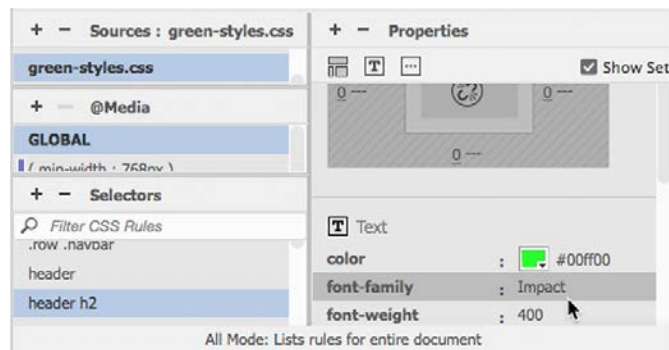 + − Sources : green-styles.css
green-styles.css
+ − @Media
GLOBAL
( min-width : 768px )
+ − Selectors
Filter CSS Rules
.row .navbar
header
header h2
+ − Properties
T ... Show Set
0 --- 0 ---
0 ---
T Text
color : #00ff00
font-family : Impact
font-weight : 400
All Mode: Lists rules for entire document